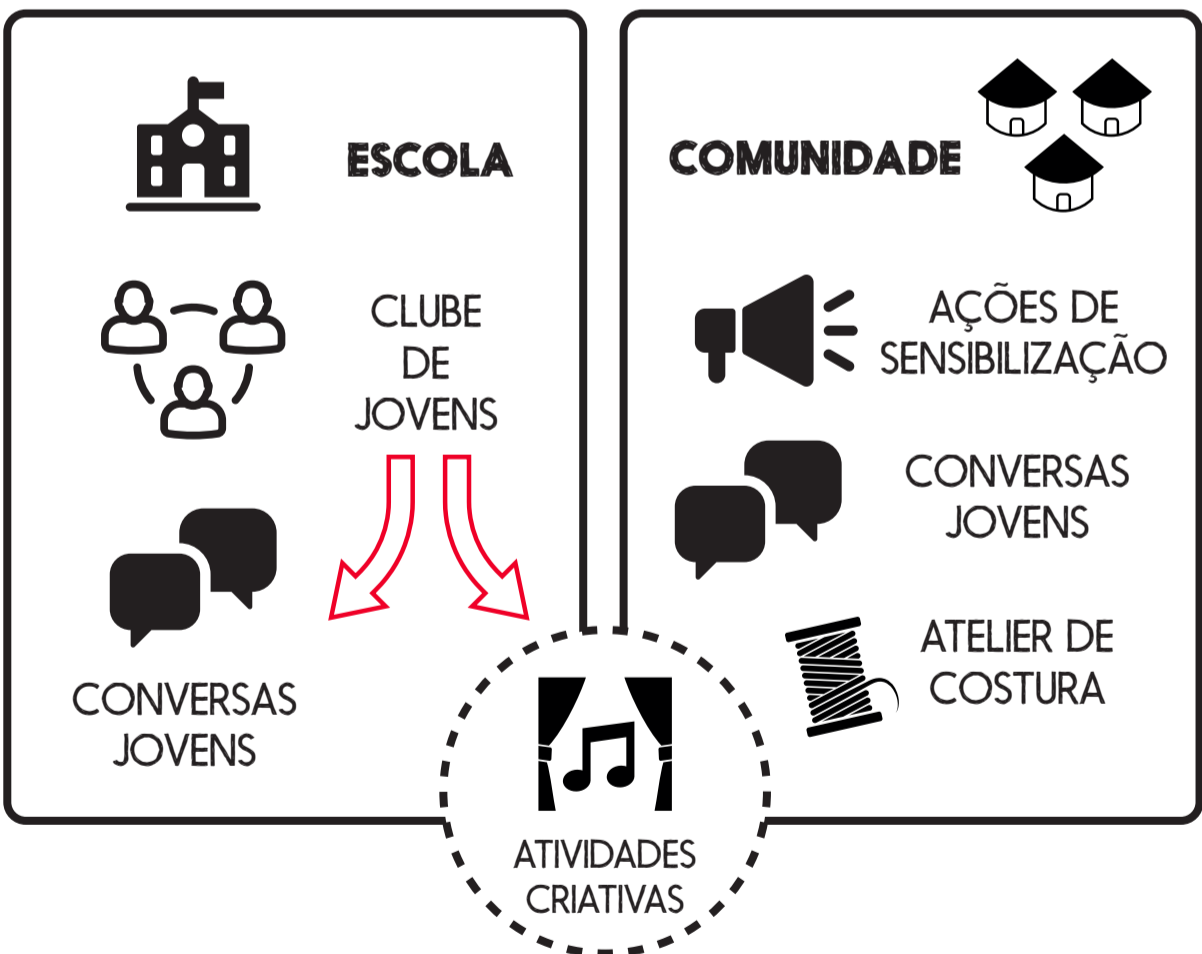 ESCOLA
CLUBE
DE
JOVENS
CONVERSAS
JOVENS
COMUNIDADE
AÇÕES DE
SENSIBILIZAÇÃO
CONVERSAS
JOVENS
ATELIER DE
COSTURA
ATIVIDADES
CRIATIVAS